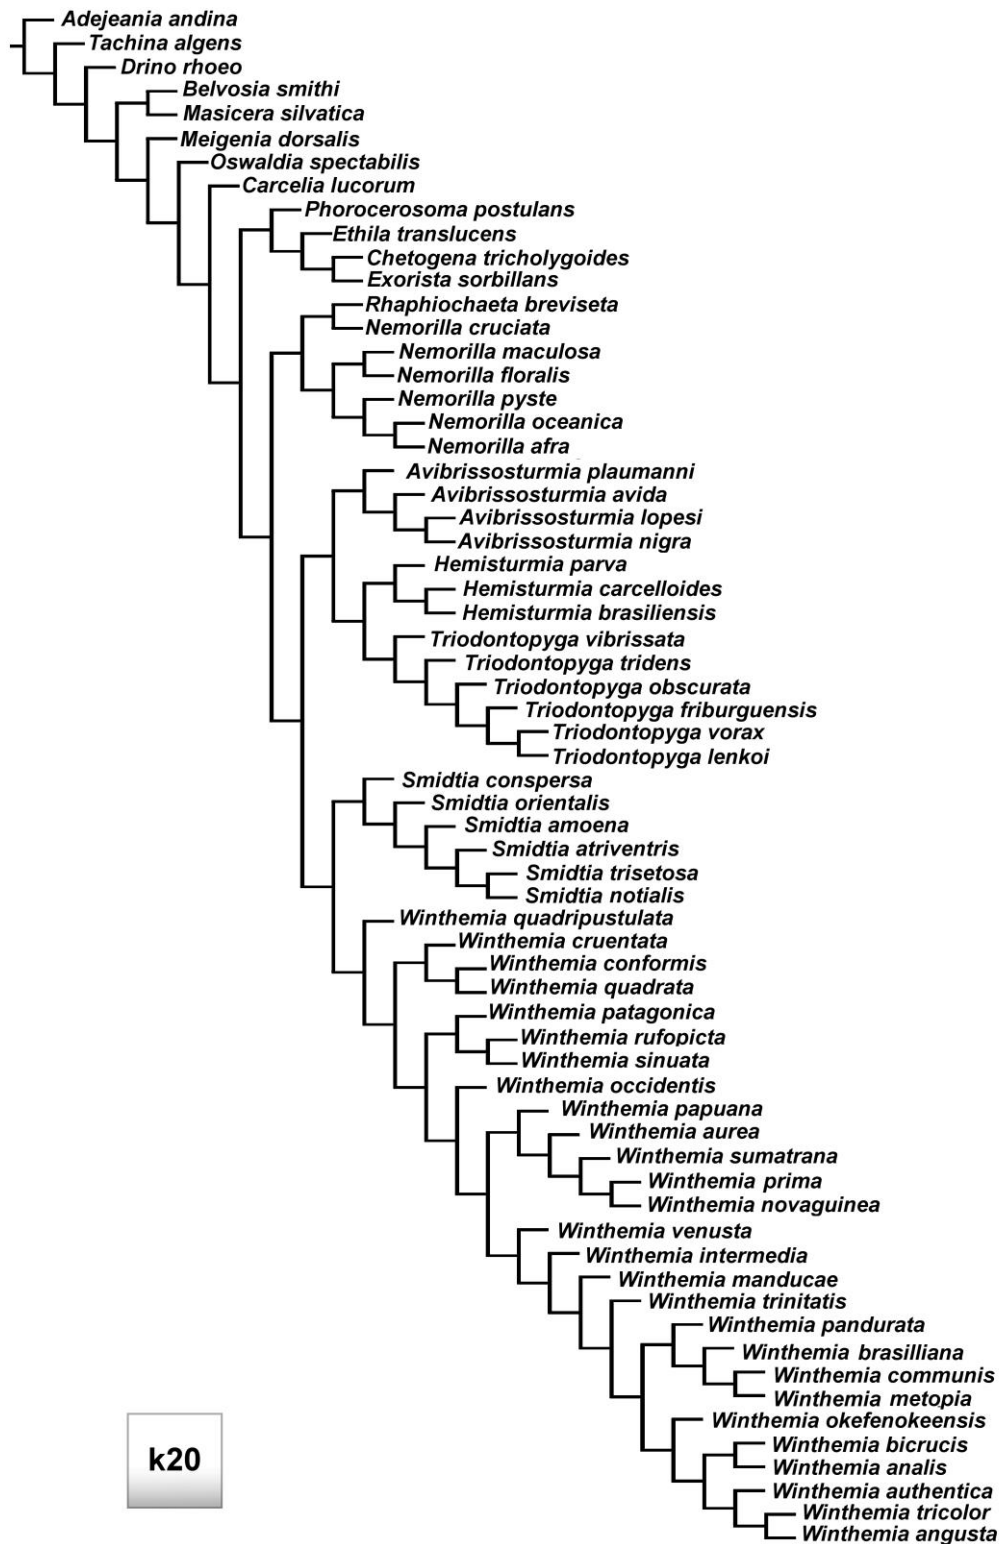 Adejeania andina
Tachina algens
Drino rhoeo
Belvosia smithi
Masicera silvatica
Meigenia dorsalis
Oswaldia spectabilis
Carcelia lucorum
Phorocerosoma postulans
Ethila translucens
Chetogena tricholygoides
Exorista sorbillans
Rhaphiochaeta breviseta
Nemorilla cruciata
Nemorilla maculosa
Nemorilla floralis
Nemorilla pyste
Nemorilla oceanica
Nemorilla afra
Avibrissosturmia plaumanni
Avibrissosturmia avida
Avibrissosturmia lopesi
Avibrissosturmia nigra
Hemisturmia parva
Hemisturmia carcelloides
Hemisturmia brasiliensis
Triodontopyga vibrissata
Triodontopyga tridens
Triodontopyga obscurata
Triodontopyga friburguensis
Triodontopyga vorax
Triodontopyga lenkoi
Smidtia conspersa
Smidtia orientalis
Smidtia amoena
Smidtia atriventris
Smidtia trisetosa
Smidtia notialis
Winthemia quadripustulata
Winthemia cruentata
Winthemia conformis
Winthemia quadrata
Winthemia patagonica
Winthemia rufopicta
Winthemia sinuata
Winthemia occidentis
Winthemia papuana
Winthemia aurea
Winthemia sumatrana
Winthemia prima
Winthemia novaguinea
Winthemia venusta
Winthemia intermedia
Winthemia manducae
Winthemia trinitatis
Winthemia pandurata
Winthemia brasilliana
Winthemia communis
Winthemia metopia
Winthemia okefenokeensis
Winthemia bicrucis
Winthemia analis
Winthemia authentica
Winthemia tricolor
Winthemia angusta
k20